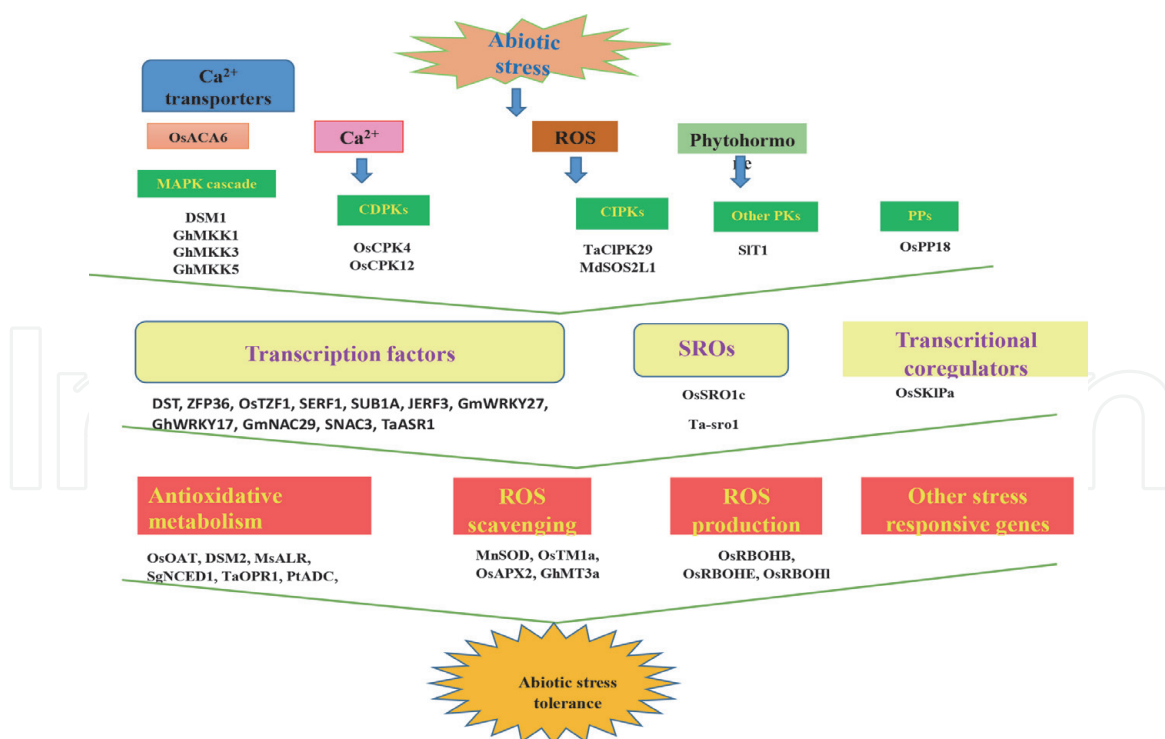 Abiotic
stress
Ca²⁺
transporters
OsACA6
Ca²⁺
ROS
Phytohormo
ne
MAPK cascade
CDPKs
CIPKs
Other PKs
PPs
DSM1
GhMKK1
GhMKK3
GhMKK5
OsCPK4
OsCPK12
TaClPK29
MdSOS2L1
SlT1
OsPP18
Transcription factors
SROs
Transcritional
coregulators
DST, ZFP36, OsTZF1, SERF1, SUB1A, JERF3, GmWRKY27,
GhWRKY17, GmNAC29, SNAC3, TaASR1
OsSRO1c
Ta-sro1
OsSKlPa
Antioxidative
metabolism
ROS
scavenging
ROS
production
Other stress
responsive genes
OsOAT, DSM2, MsALR,
SgNCED1, TaOPR1, PtADC,
MnSOD, OsTM1a,
OsAPX2, GhMT3a
OsRBOHB,
OsRBOHE, OsRBOHl
Abiotic stress
tolerance